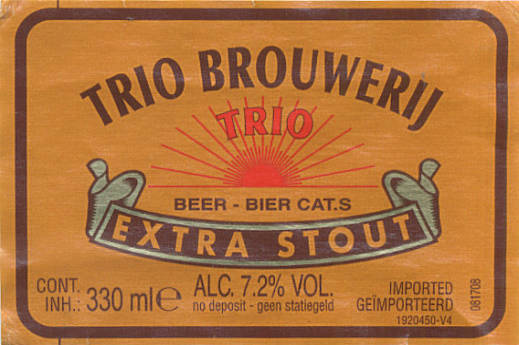 TRIO BROUWERIJ
TRIO
BEER - BIER CAT.S
EXTRA STOUT
CONT.
INH.: 330 ml ℮
ALC. 7.2% VOL.
no deposit - geen statiegeld
IMPORTED
GEÏMPORTEERD
1920450-V4
081708